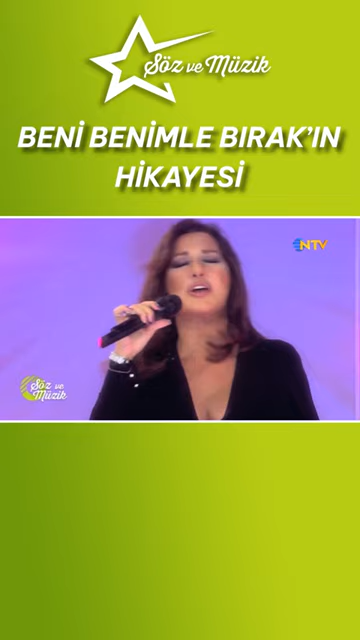 Söz ve Müzik
BENİ BENİMLE BIRAK'IN
HİKAYESİ
NTV
Söz ve
Müzik